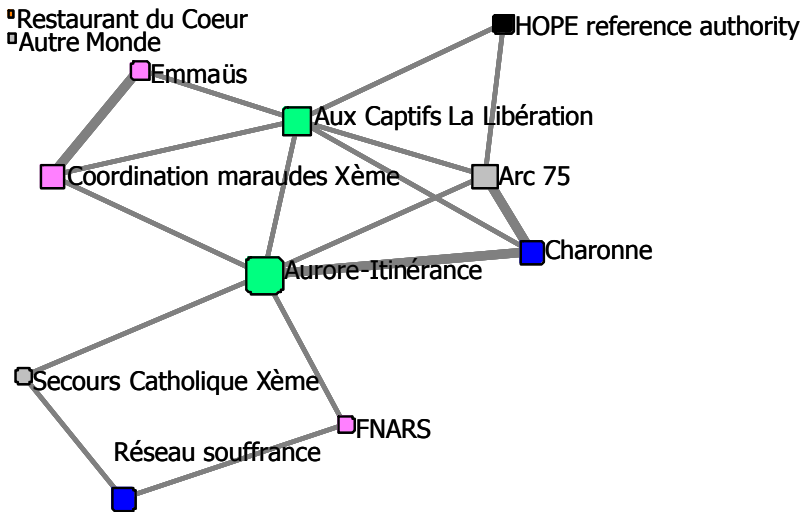 Restaurant du Coeur
HOPE reference authority
Autre Monde
Emmaüs
Aux Captifs La Libération
Coordination maraudes Xème
Arc 75
Charonne
Aurore-Itinérance
Secours Catholique Xème
FNARS
Réseau souffrance